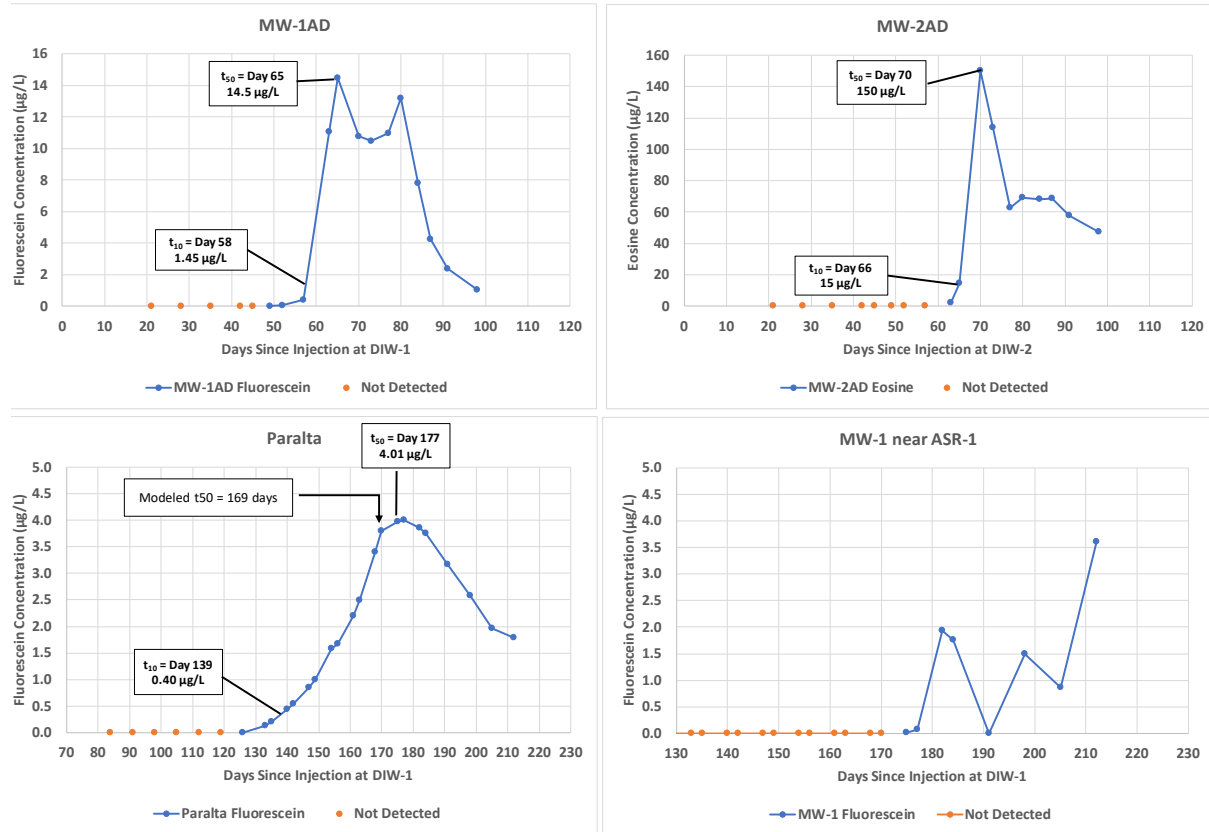 MW-1AD
Fluorescein Concentration (µg/L)
16
14
12
10
8
6
4
2
0
t50 = Day 65
14.5 µg/L
t10 = Day 58
1.45 µg/L
0 10 20 30 40 50 60 70 80 90 100 110 120
Days Since Injection at DIW-1
MW-1AD Fluorescein Not Detected
MW-2AD
Eosine Concentration (µg/L)
160
140
120
100
80
60
40
20
0
t50 = Day 70
150 µg/L
t10 = Day 66
15 µg/L
0 10 20 30 40 50 60 70 80 90 100 110 120
Days Since Injection at DIW-2
MW-2AD Eosine Not Detected
Paralta
Fluorescein Concentration (µg/L)
5.0
4.5
4.0
3.5
3.0
2.5
2.0
1.5
1.0
0.5
0.0
t50 = Day 177
4.01 µg/L
Modeled t50 = 169 days
t10 = Day 139
0.40 µg/L
70 80 90 100 110 120 130 140 150 160 170 180 190 200 210 220 230
Days Since Injection at DIW-1
Paralta Fluorescein Not Detected
MW-1 near ASR-1
Fluorescein Concentration (µg/L)
5.0
4.5
4.0
3.5
3.0
2.5
2.0
1.5
1.0
0.5
0.0
130 140 150 160 170 180 190 200 210 220 230
Days Since Injection at DIW-1
MW-1 Fluorescein Not Detected